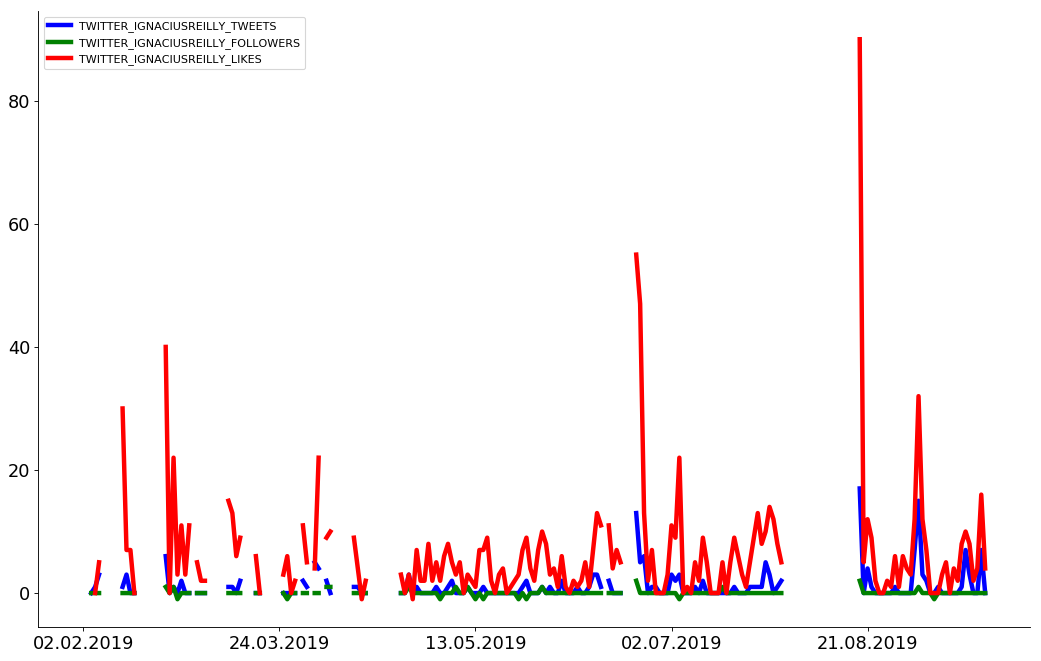 TWITTER_IGNACIUSREILLY_TWEETS
TWITTER_IGNACIUSREILLY_FOLLOWERS
TWITTER_IGNACIUSREILLY_LIKES
80
60
40
20
0
02.02.2019 24.03.2019 13.05.2019 02.07.2019 21.08.2019